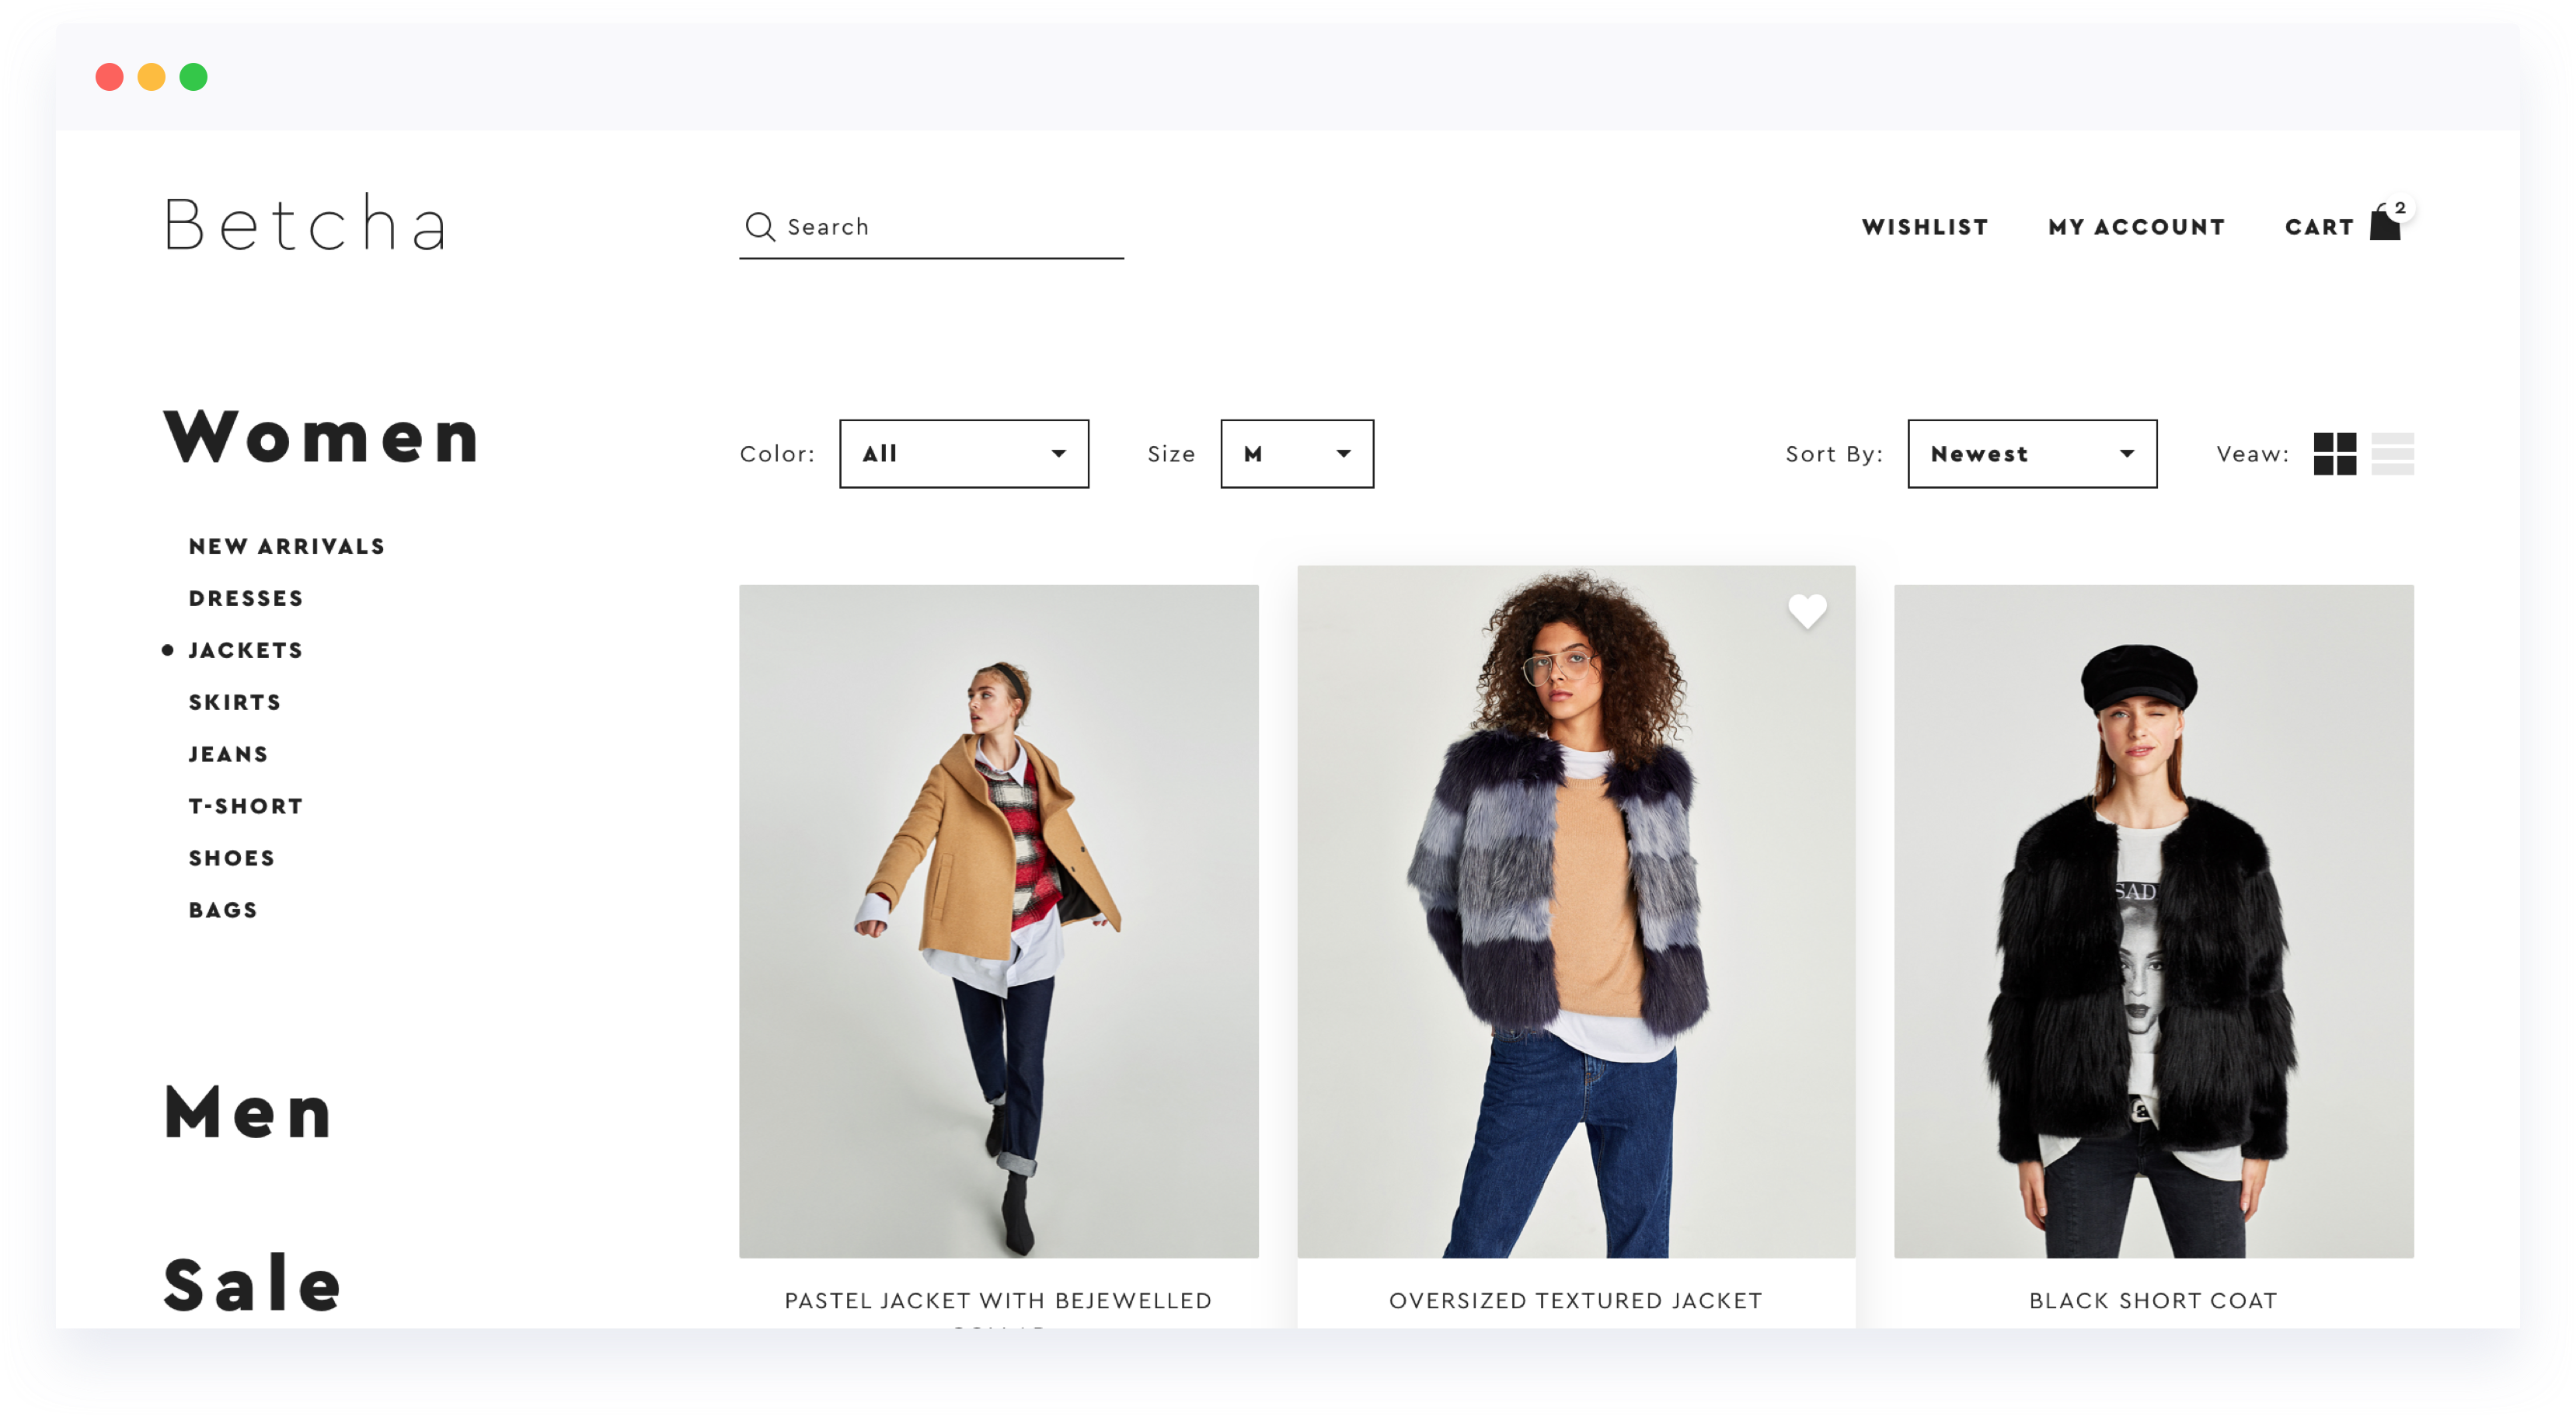 Betcha
Search
WISHLIST
MY ACCOUNT
CART
2
Women
NEW ARRIVALS
DRESSES
JACKETS
SKIRTS
JEANS
T-SHORT
SHOES
BAGS
Men
Sale
Color:
All
Size
M
Sort By:
Newest
Veaw:
SAD
PASTEL JACKET WITH BEJEWELLED
OVERSIZED TEXTURED JACKET
BLACK SHORT COAT